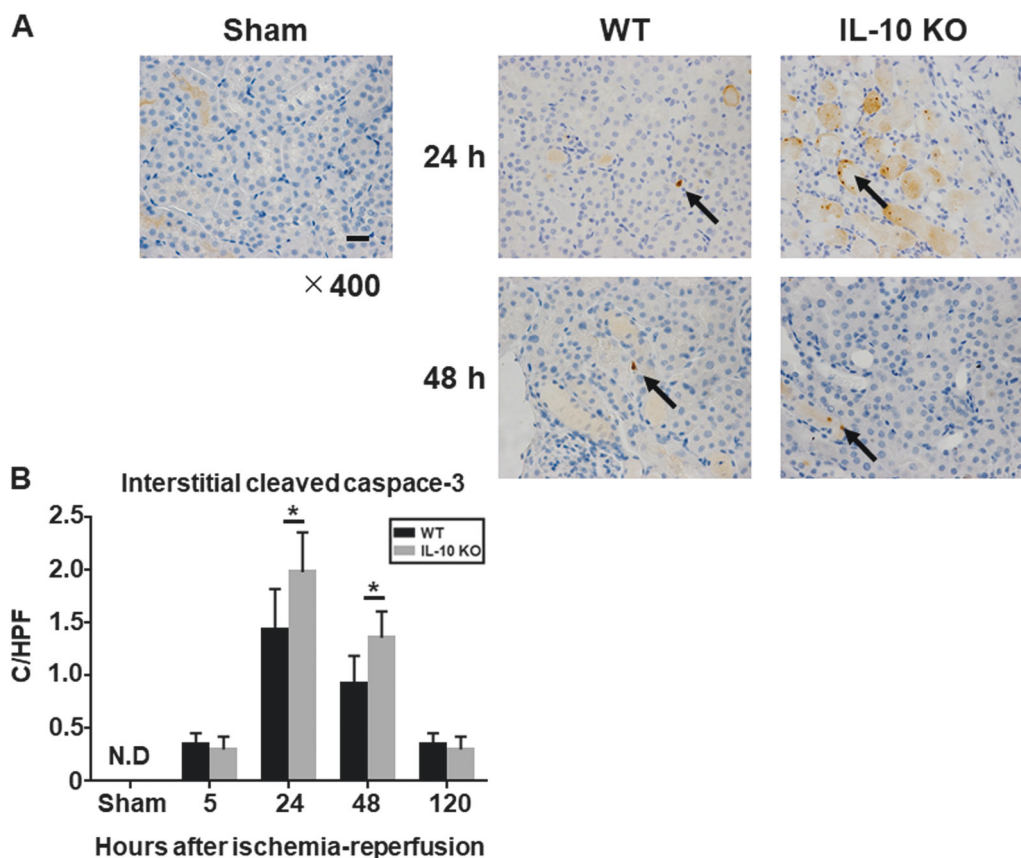 A
Sham
WT
IL-10 KO
24 h
× 400
48 h
B
Interstitial cleaved caspace-3
2.5
2.0
1.5
1.0
0.5
0
C/HPF
*
*
WT
IL-10 KO
N.D
Sham 5 24 48 120
Hours after ischemia-reperfusion